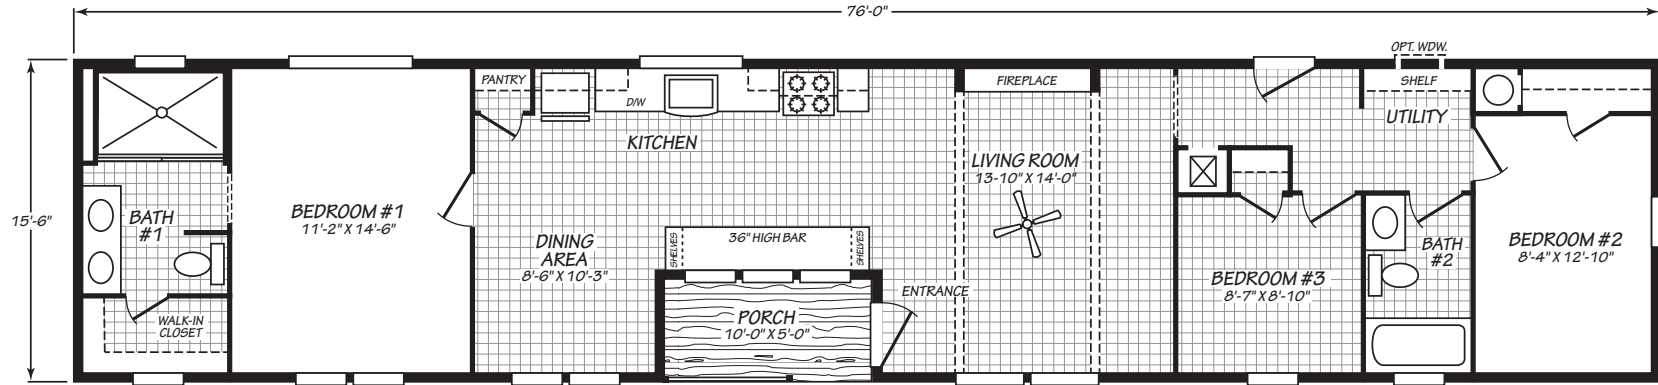 76'-0"
15'-6"
BATH
#1
WALK-IN
CLOSET
BEDROOM #1
11'-2" X 14'-6"
PANTRY
D/W
KITCHEN
DINING
AREA
8'-6" X 10'-3"
SHELVES
36" HIGH BAR
SHELVES
PORCH
10'-0" X 5'-0"
ENTRANCE
FIREPLACE
LIVING ROOM
13'-10" X 14'-0"
OPT. WDW.
SHELF
UTILITY
BEDROOM #3
8'-7" X 8'-10"
BATH
#2
BEDROOM #2
8'-4" X 12'-10"